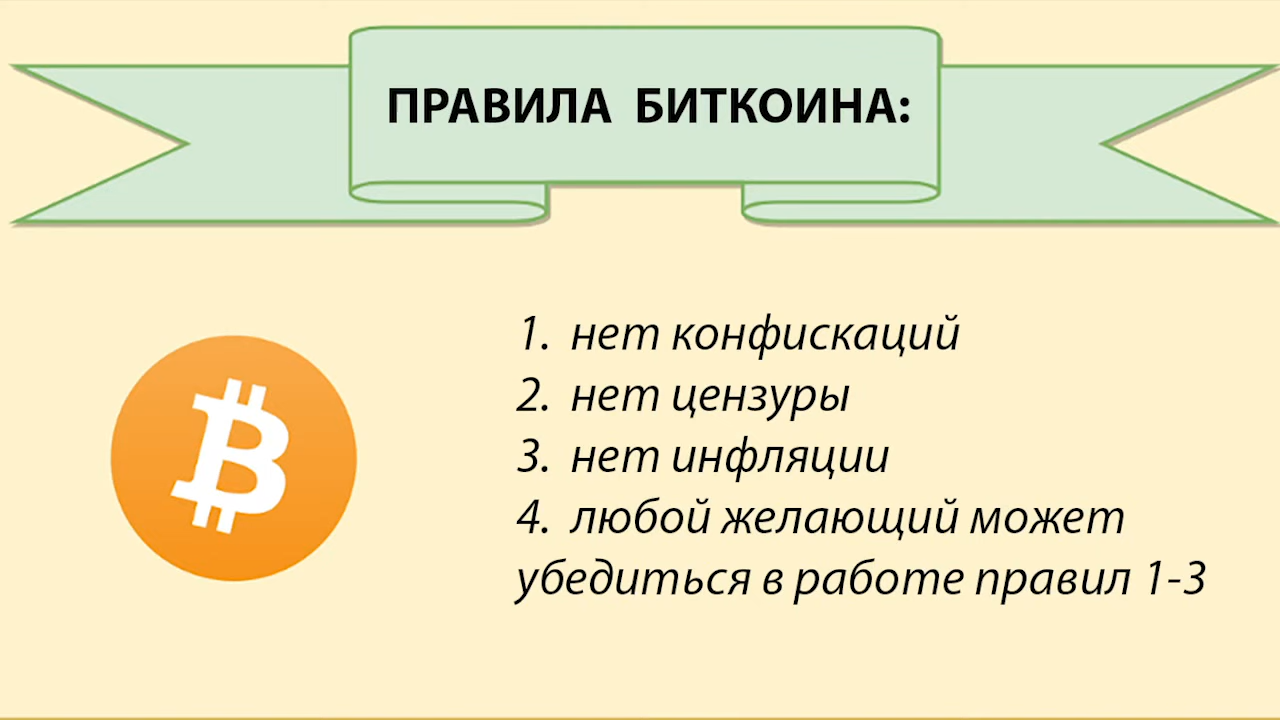 ПРАВИЛА БИТКОИНА:
1. нет конфискаций
2. нет цензуры
3. нет инфляции
4. любой желающий может
убедиться в работе правил 1-3